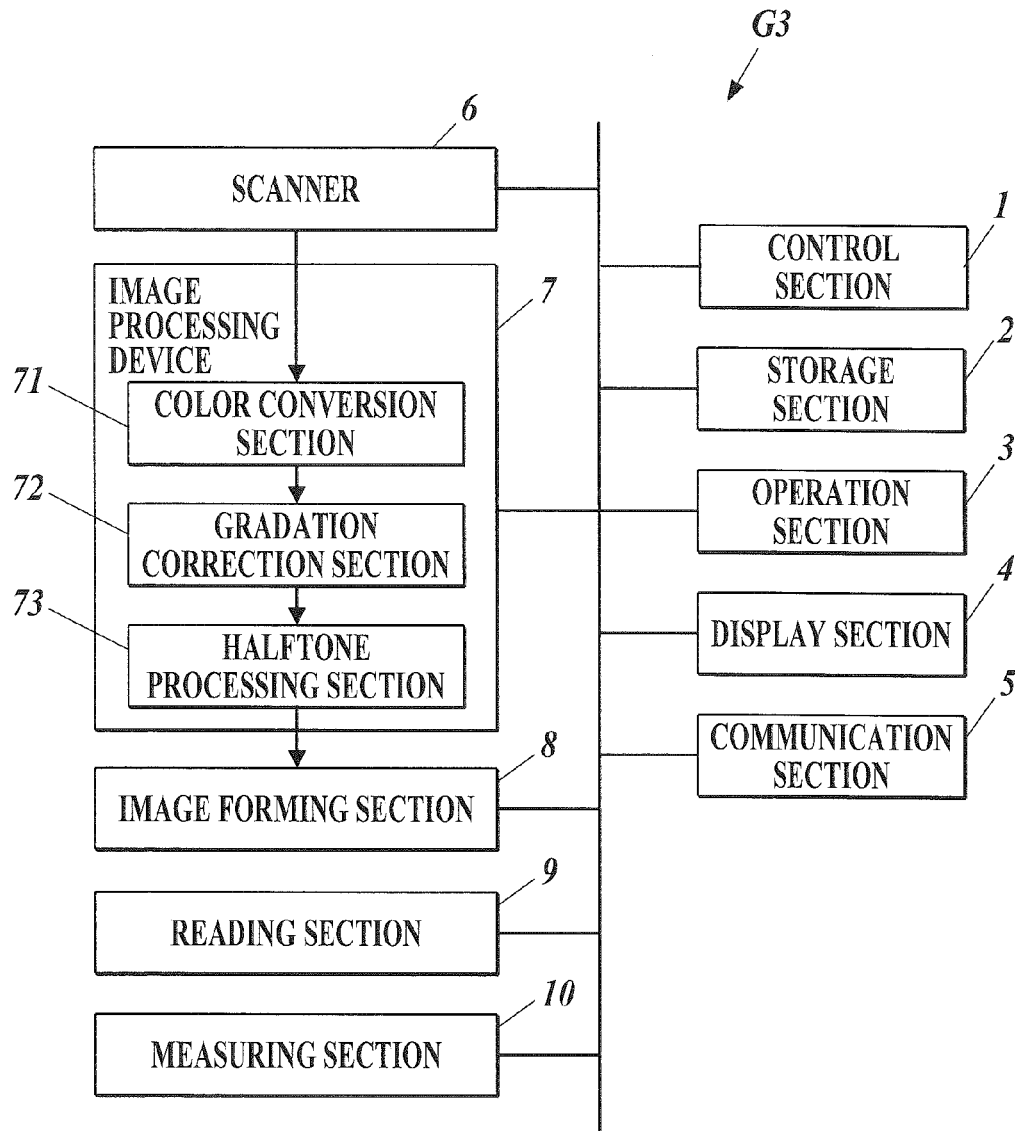 G3
6
SCANNER
IMAGE
PROCESSING
DEVICE
7
71
COLOR CONVERSION
SECTION
72
GRADATION
CORRECTION SECTION
73
HALFTONE
PROCESSING SECTION
8
IMAGE FORMING SECTION
9
READING SECTION
10
MEASURING SECTION
1
CONTROL
SECTION
2
STORAGE
SECTION
3
OPERATION
SECTION
4
DISPLAY SECTION
5
COMMUNICATION
SECTION